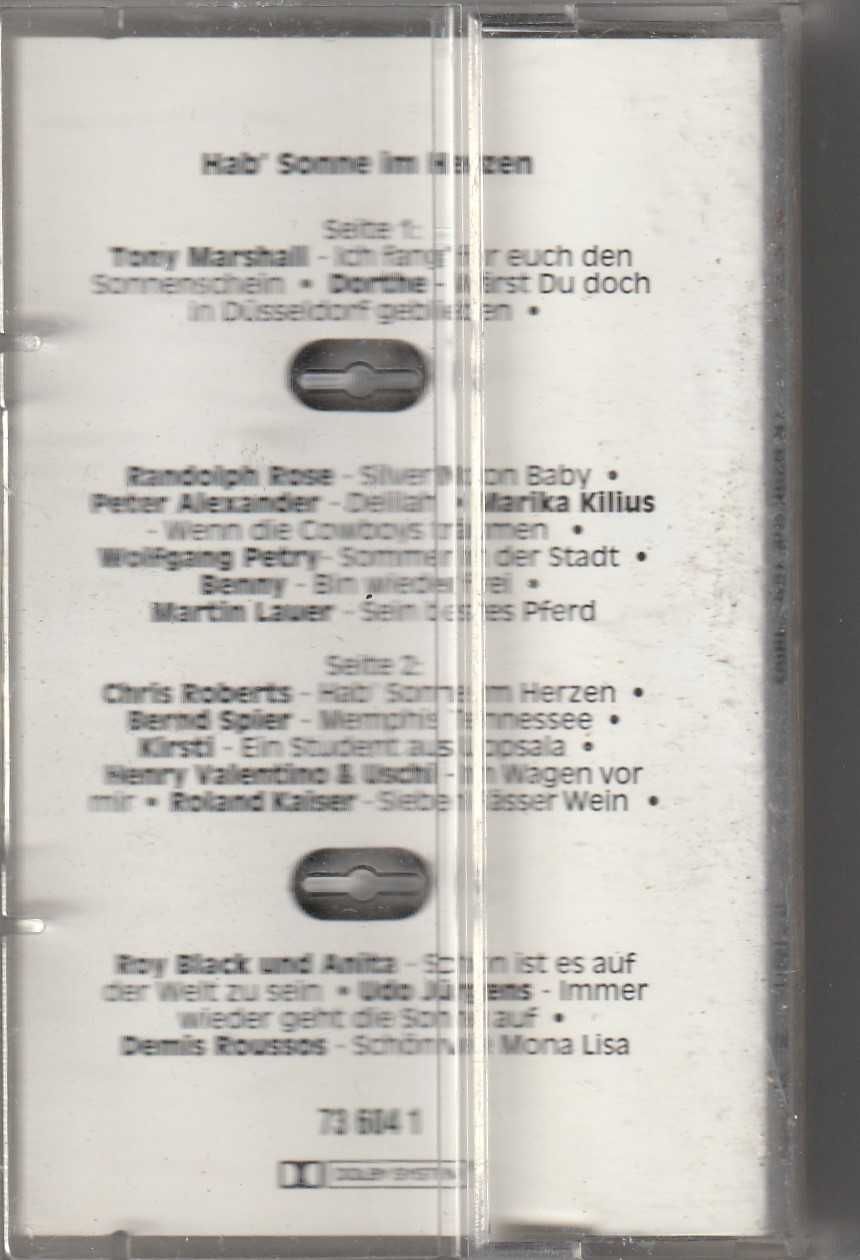 Hab' Sonne im Herzen
Seite 1:
Tony Marshall - Ich fang' für euch den
Sonnenschein • Dorthe - Wärst Du doch
in Düsseldorf geblieben •
Randolph Rose - Silver Moon Baby •
Peter Alexander - Delilah • Marika Kilius
- Wenn die Cowboys träumen •
Wolfgang Petry - Sommer in der Stadt •
Benny - Bin wieder frei •
Martin Lauer - Sein bestes Pferd
Seite 2:
Chris Roberts - Hab' Sonne im Herzen •
Bernd Spier - Memphis Tennessee •
Kirsti - Ein Student aus Uppsala •
Henry Valentino & Uschi - Im Wagen vor
mir • Roland Kaiser - Sieben Fässer Wein •
Roy Black und Anita - Schön ist es auf
der Welt zu sein • Udo Jürgens - Immer
wieder geht die Sonne auf •
Demis Roussos - Schön wie Mona Lisa
73 604 1
DOLBY SYSTEM